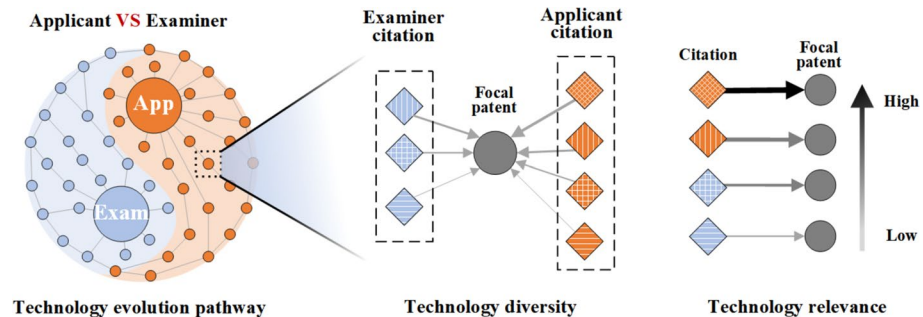 Applicant VS Examiner
App
Exam
Technology evolution pathway
Examiner
citation
Applicant
citation
Focal
patent
Technology diversity
Citation
Focal
patent
High
Low
Technology relevance